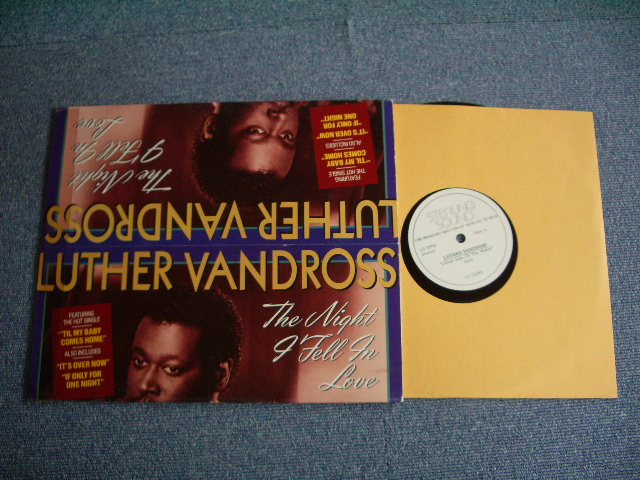 The Night
I Fell In
Love
FEATURING
THE HOT SINGLE
"TIL MY BABY
COMES HOME"
ALSO INCLUDES
"IT'S OVER NOW"
"IF ONLY FOR
ONE NIGHT"
LUTHER VANDROSS
LUTHER VANDROSS
FEATURING
THE HOT SINGLE
"TIL MY BABY
COMES HOME"
ALSO INCLUDES
"IT'S OVER NOW"
"IF ONLY FOR
ONE NIGHT"
The Night
I Fell In
Love
STERLING
SOUND
LUTHER VANDROSS